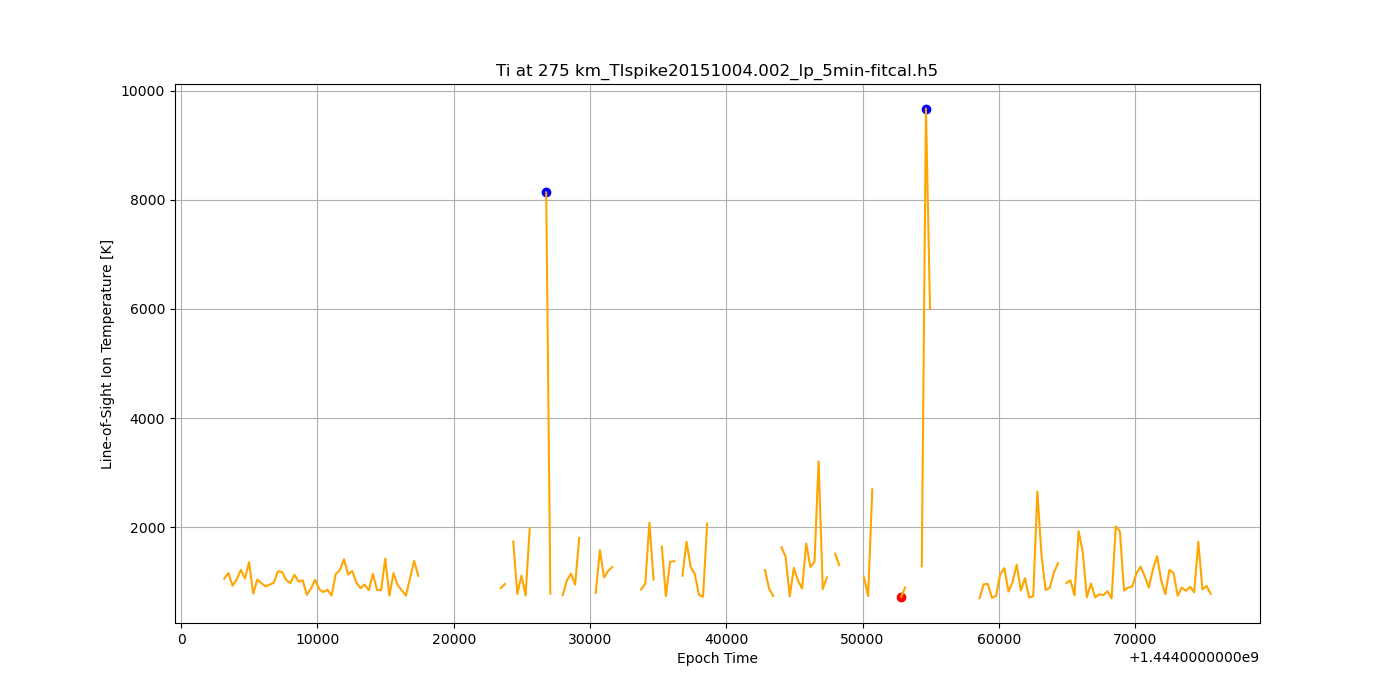 Ti at 275 km_TIspike20151004.002_lp_5min-fitcal.h5
Line-of-Sight Ion Temperature [K]
10000
8000
6000
4000
2000
0 10000 20000 30000 40000 50000 60000 70000
Epoch Time
+1.4440000000e9